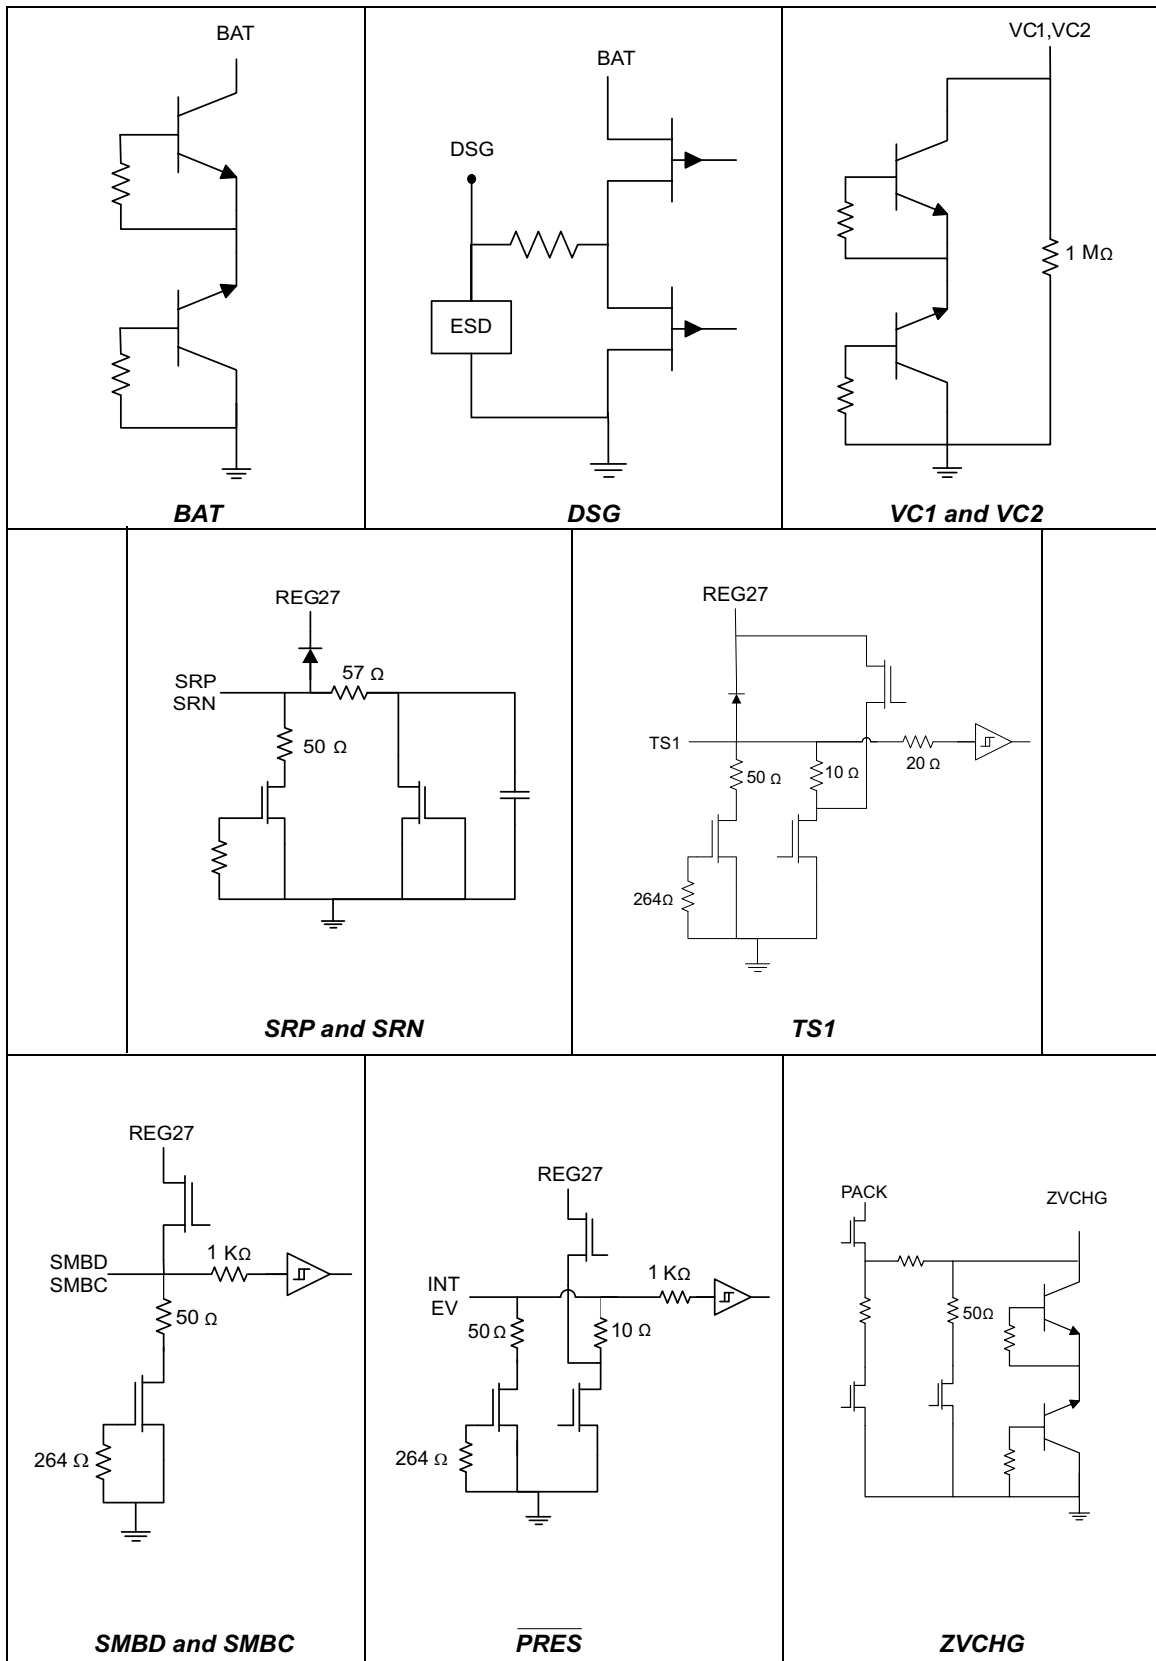 BAT
BAT
DSG
BAT
ESD
DSG
VC1,VC2
1 MΩ
VC1 and VC2
REG27
SRP
SRN
57 Ω
50 Ω
SRP and SRN
REG27
TS1
50 Ω
10 Ω
20 Ω
264Ω
TS1
REG27
SMBD
SMBC
1 KΩ
50 Ω
264 Ω
SMBD and SMBC
REG27
INT
EV
1 KΩ
50 Ω
10 Ω
264 Ω
PRES
PACK
ZVCHG
50Ω
ZVCHG